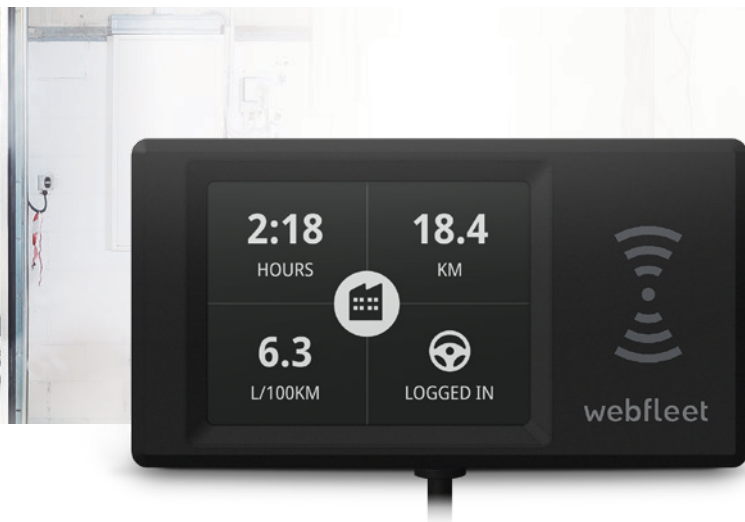 2:18
HOURS
18.4
KM
6.3
L/100KM
LOGGED IN
webfleet